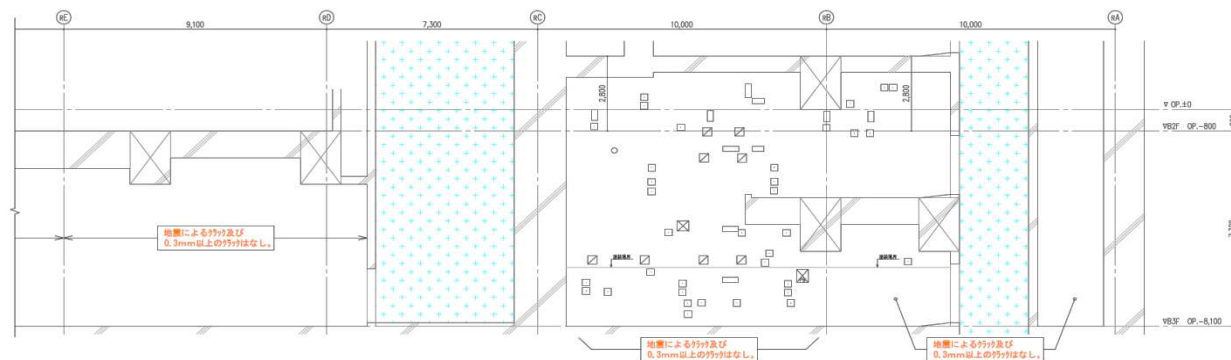 RE
RD
RC
RB
RA
9,100
7,300
10,000
10,000
2,800
2,800
▽ OP.±0
▽B2F OP.-800
地震によるクラック及び
0.3mm以上のクラックはなし。
▽B3F OP.-8,100
地震によるクラック及び
0.3mm以上のクラックはなし。
地震によるクラック及び
0.3mm以上のクラックはなし。